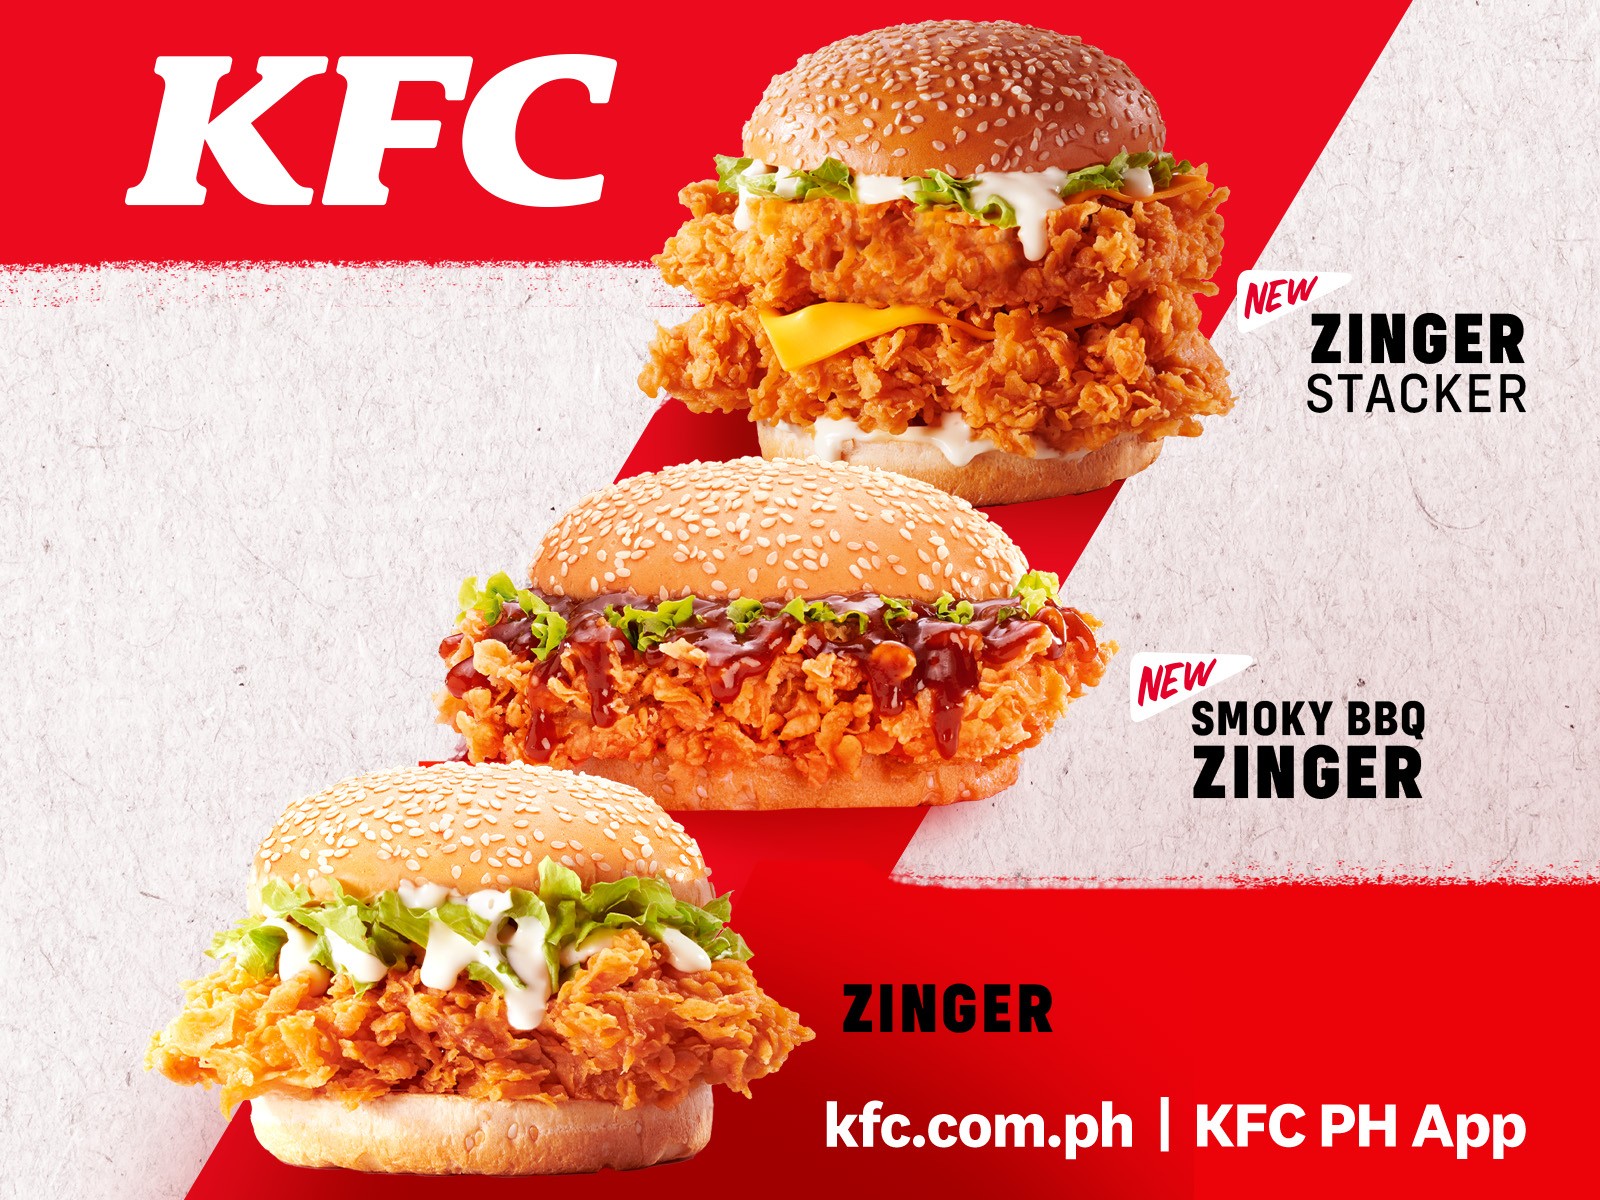 KFC
NEW
ZINGER
STACKER
NEW
SMOKY BBQ
ZINGER
ZINGER
kfc.com.ph | KFC PH App